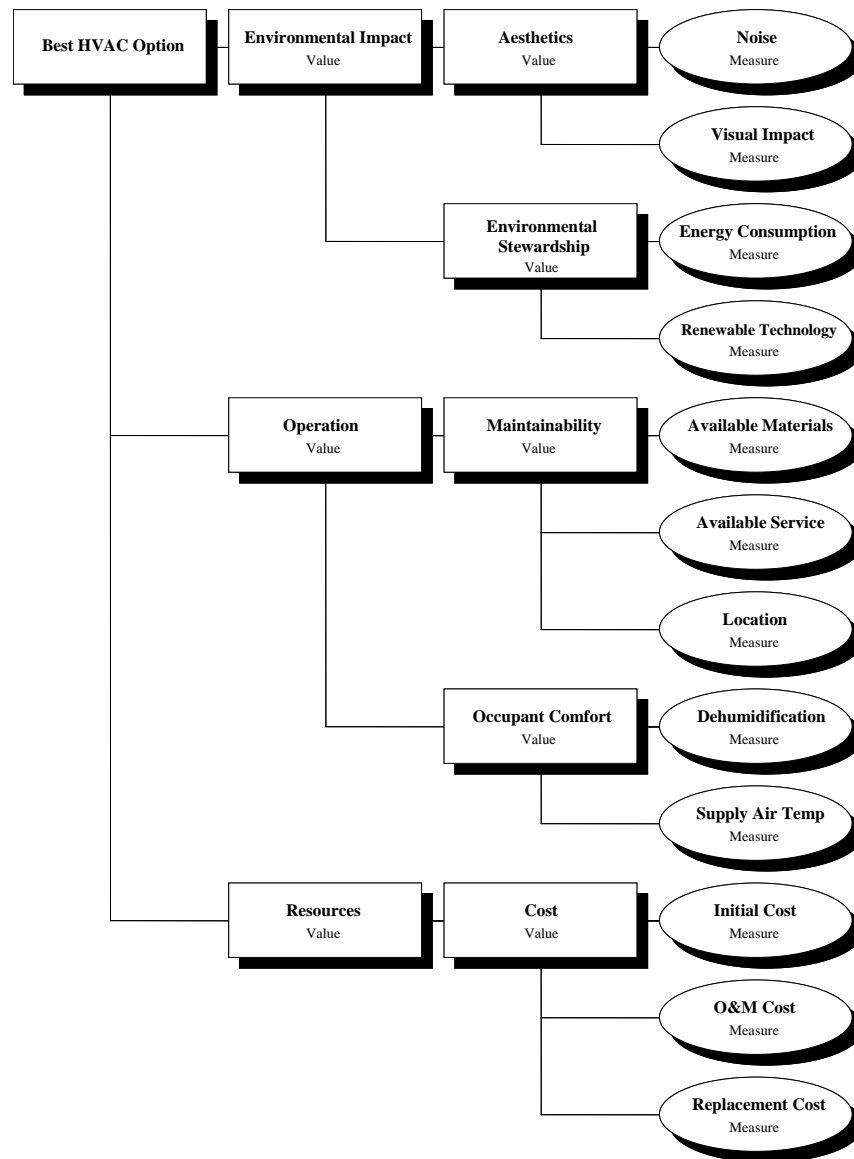 Best HVAC Option
Environmental Impact
Value
Aesthetics
Value
Noise
Measure
Visual Impact
Measure
Environmental
Stewardship
Value
Energy Consumption
Measure
Renewable Technology
Measure
Operation
Value
Maintainability
Value
Available Materials
Measure
Available Service
Measure
Location
Measure
Occupant Comfort
Value
Dehumidification
Measure
Supply Air Temp
Measure
Resources
Value
Cost
Value
Initial Cost
Measure
O&M Cost
Measure
Replacement Cost
Measure